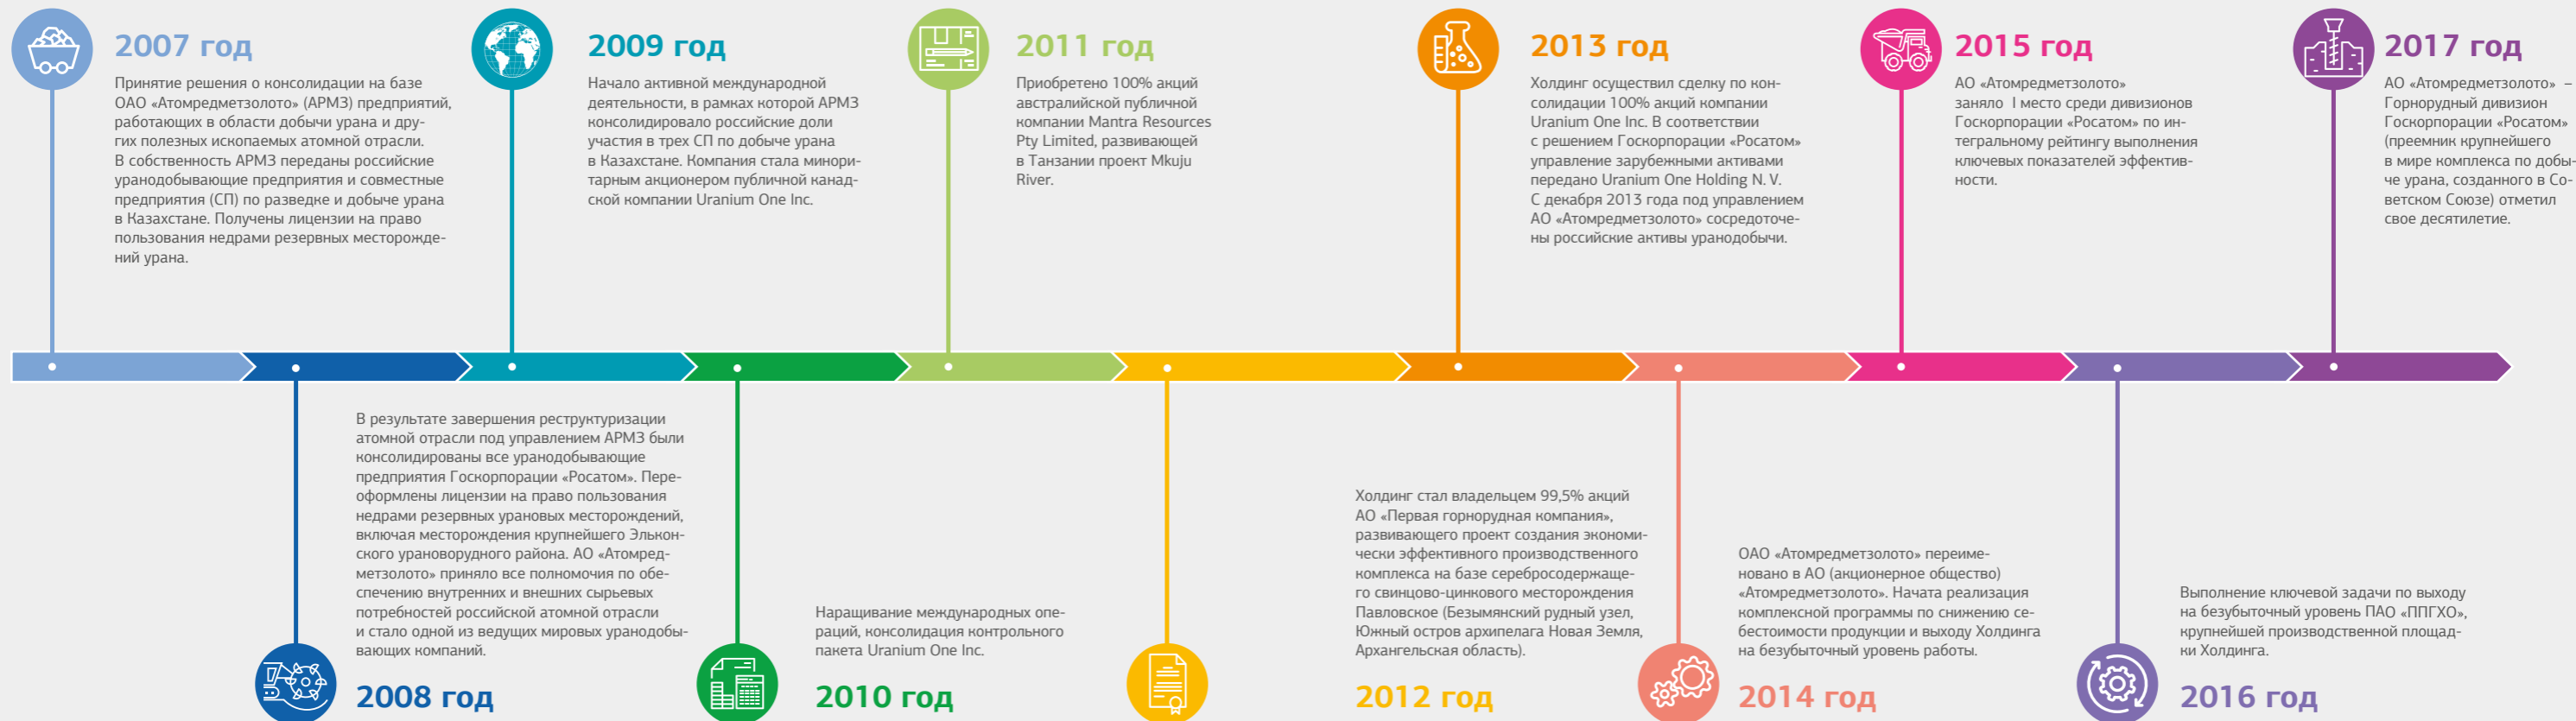 2007 год
Принятие решения о консолидации на базе
ОАО «Атомредметзолото» (АРМЗ) предприятий,
работающих в области добычи урана и дру-
гих полезных ископаемых атомной отрасли.
В собственность АРМЗ переданы российские
уранодобывающие предприятия и совместные
предприятия (СП) по разведке и добыче урана
в Казахстане. Получены лицензии на право
пользования недрами резервных месторожде-
ний урана.
2009 год
Начало активной международной
деятельности, в рамках которой АРМЗ
консолидировало российские доли
участия в трех СП по добыче урана
в Казахстане. Компания стала минори-
тарным акционером публичной канад-
ской компании Uranium One Inc.
2011 год
Приобретено 100% акций
австралийской публичной
компании Mantra Resources
Pty Limited, развивающей
в Танзании проект Mkuju
River.
2013 год
Холдинг осуществил сделку по кон-
солидации 100% акций компании
Uranium One Inc. В соответствии
с решением Госкорпорации «Росатом»
управление зарубежными активами
передано Uranium One Holding N. V.
С декабря 2013 года под управлением
АО «Атомредметзолото» сосредоточе-
ны российские активы уранодобычи.
2015 год
АО «Атомредметзолото»
заняло I место среди дивизионов
Госкорпорации «Росатом» по ин-
тегральному рейтингу выполнения
ключевых показателей эффектив-
ности.
2017 год
АО «Атомредметзолото» –
Горнорудный дивизион
Госкорпорации «Росатом»
(преемник крупнейшего
в мире комплекса по добы-
че урана, созданного в Со-
ветском Союзе) отметил
свое десятилетие.
В результате завершения реструктуризации
атомной отрасли под управлением АРМЗ были
консолидированы все уранодобывающие
предприятия Госкорпорации «Росатом». Пере-
оформлены лицензии на право пользования
недрами резервных урановых месторождений,
включая месторождения крупнейшего Элькон-
ского урановорудного района. АО «Атомред-
метзолото» приняло все полномочия по обе-
спечению внутренних и внешних сырьевых
потребностей российской атомной отрасли
и стало одной из ведущих мировых уранодобы-
вающих компаний.
2008 год
Наращивание международных опе-
раций, консолидация контрольного
пакета Uranium One Inc.
2010 год
Холдинг стал владельцем 99,5% акций
АО «Первая горнорудная компания»,
развивающего проект создания экономи-
чески эффективного производственного
комплекса на базе серебросодержаще-
го свинцово-цинкового месторождения
Павловское (Безымянский рудный узел,
Южный остров архипелага Новая Земля,
Архангельская область).
2012 год
ОАО «Атомредметзолото» переиме-
новано в АО (акционерное общество)
«Атомредметзолото». Начата реализация
комплексной программы по снижению се-
бестоимости продукции и выходу Холдинга
на безубыточный уровень работы.
2014 год
Выполнение ключевой задачи по выходу
на безубыточный уровень ПАО «ППГХО»,
крупнейшей производственной площад-
ки Холдинга.
2016 год